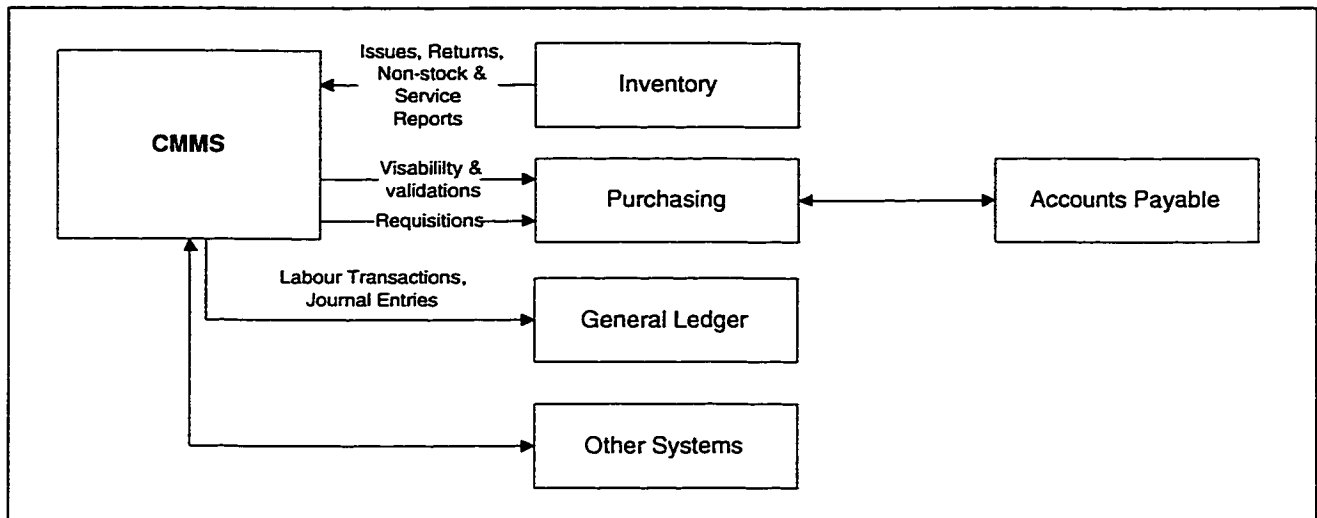 Issues, Returns,
Non-stock &
Service
Reports
Inventory
CMMS
Visabililty &
validations
Requisitions
Purchasing
Accounts Payable
Labour Transactions,
Journal Entries
General Ledger
Other Systems